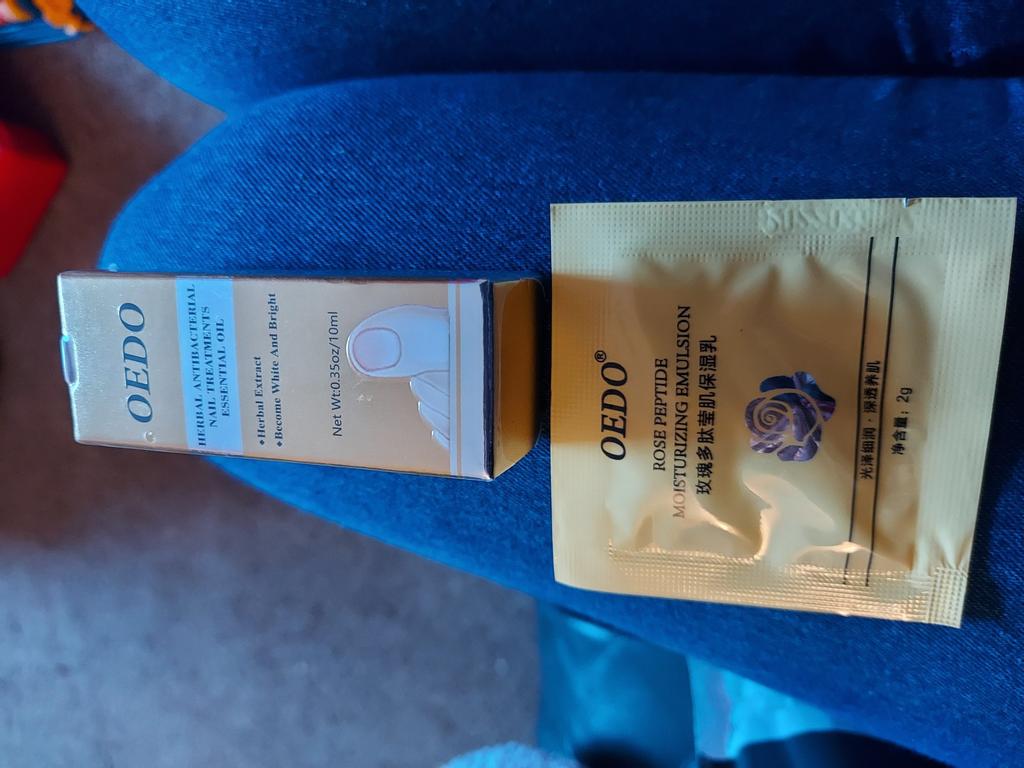 OEDO
HERBAL ANTIBACTERIAL
NAIL TREATMENTS
ESSENTIAL OIL
•Herbal Extract
•Become White And Bright
Net Wt:0.35oz/10ml
OEDO®
ROSE PEPTIDE
MOISTURIZING EMULSION
玫瑰多肽莹肌保湿乳
光泽细润·深透养肌
净含量：2g